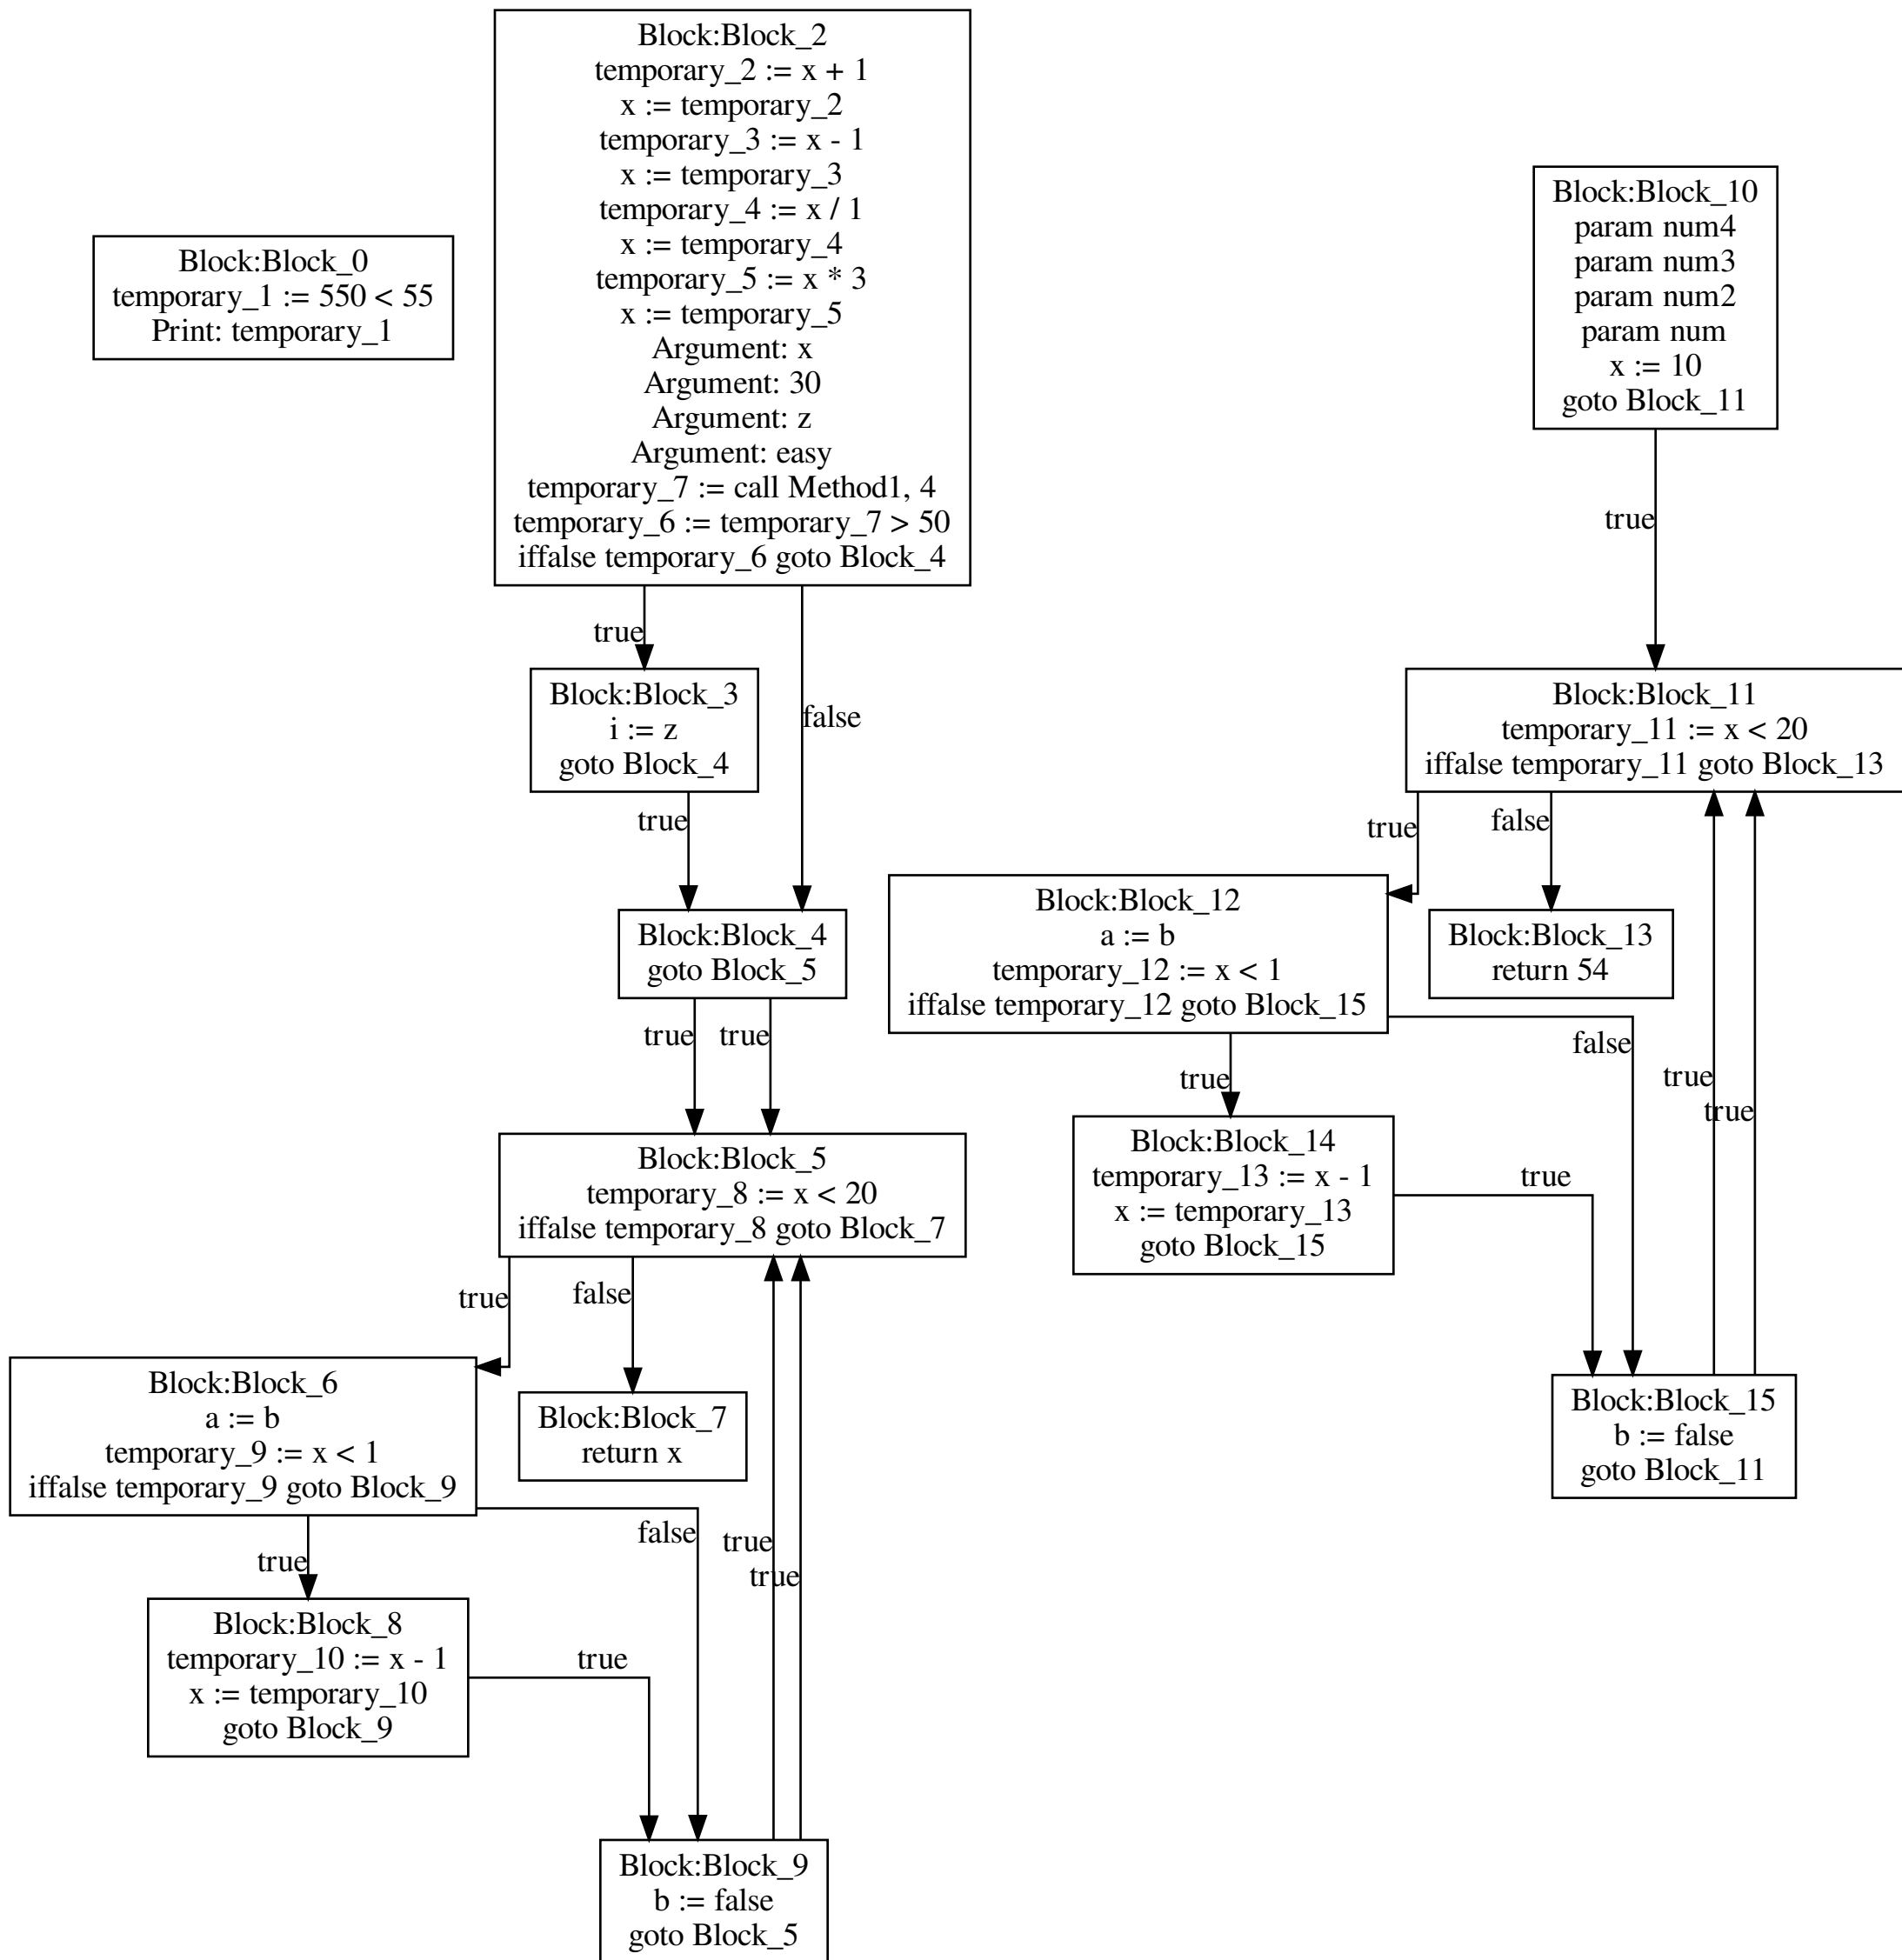 Block:Block_0
temporary_1 := 550 < 55
Print: temporary_1
Block:Block_2
temporary_2 := x + 1
x := temporary_2
temporary_3 := x - 1
x := temporary_3
temporary_4 := x / 1
x := temporary_4
temporary_5 := x * 3
x := temporary_5
Argument: x
Argument: 30
Argument: z
Argument: easy
temporary_7 := call Method1, 4
temporary_6 := temporary_7 > 50
iffalse temporary_6 goto Block_4
true
false
Block:Block_3
i := z
goto Block_4
true
Block:Block_4
goto Block_5
true
true
Block:Block_5
temporary_8 := x < 20
iffalse temporary_8 goto Block_7
true
false
Block:Block_6
a := b
temporary_9 := x < 1
iffalse temporary_9 goto Block_9
Block:Block_7
return x
true
false
true
true
Block:Block_8
temporary_10 := x - 1
x := temporary_10
goto Block_9
true
Block:Block_9
b := false
goto Block_5
Block:Block_10
param num4
param num3
param num2
param num
x := 10
goto Block_11
true
Block:Block_11
temporary_11 := x < 20
iffalse temporary_11 goto Block_13
true
false
Block:Block_12
a := b
temporary_12 := x < 1
iffalse temporary_12 goto Block_15
Block:Block_13
return 54
true
false
true
true
Block:Block_14
temporary_13 := x - 1
x := temporary_13
goto Block_15
true
Block:Block_15
b := false
goto Block_11